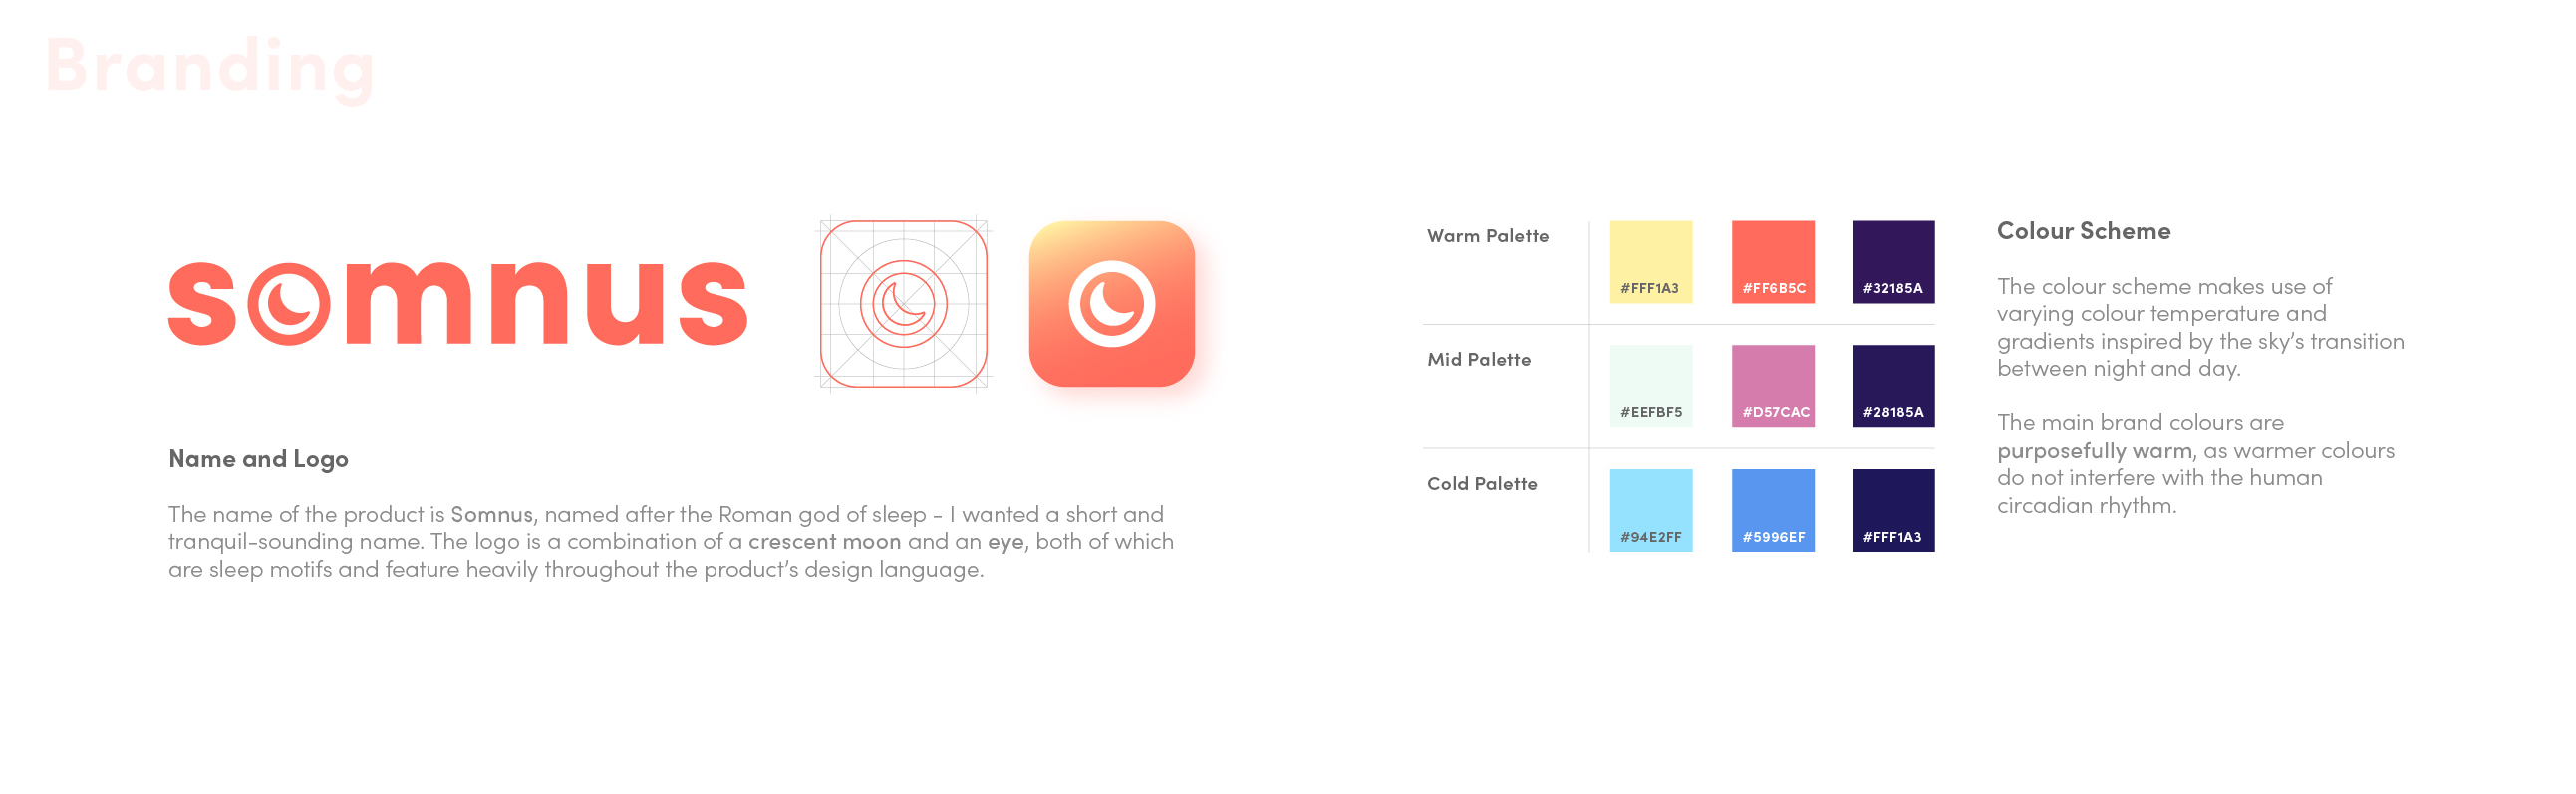 Branding
somnus
Name and Logo
The name of the product is Somnus, named after the Roman god of sleep - I wanted a short and
tranquil-sounding name. The logo is a combination of a crescent moon and an eye, both of which
are sleep motifs and feature heavily throughout the product's design language.
Warm Palette
#FFF1A3
#FF6B5C
#32185A
Mid Palette
#EEFBF5
#D57CAC
#28185A
Cold Palette
#94E2FF
#5996EF
#FFF1A3
Colour Scheme
The colour scheme makes use of
varying colour temperature and
gradients inspired by the sky's transition
between night and day.
The main brand colours are
purposefully warm, as warmer colours
do not interfere with the human
circadian rhythm.